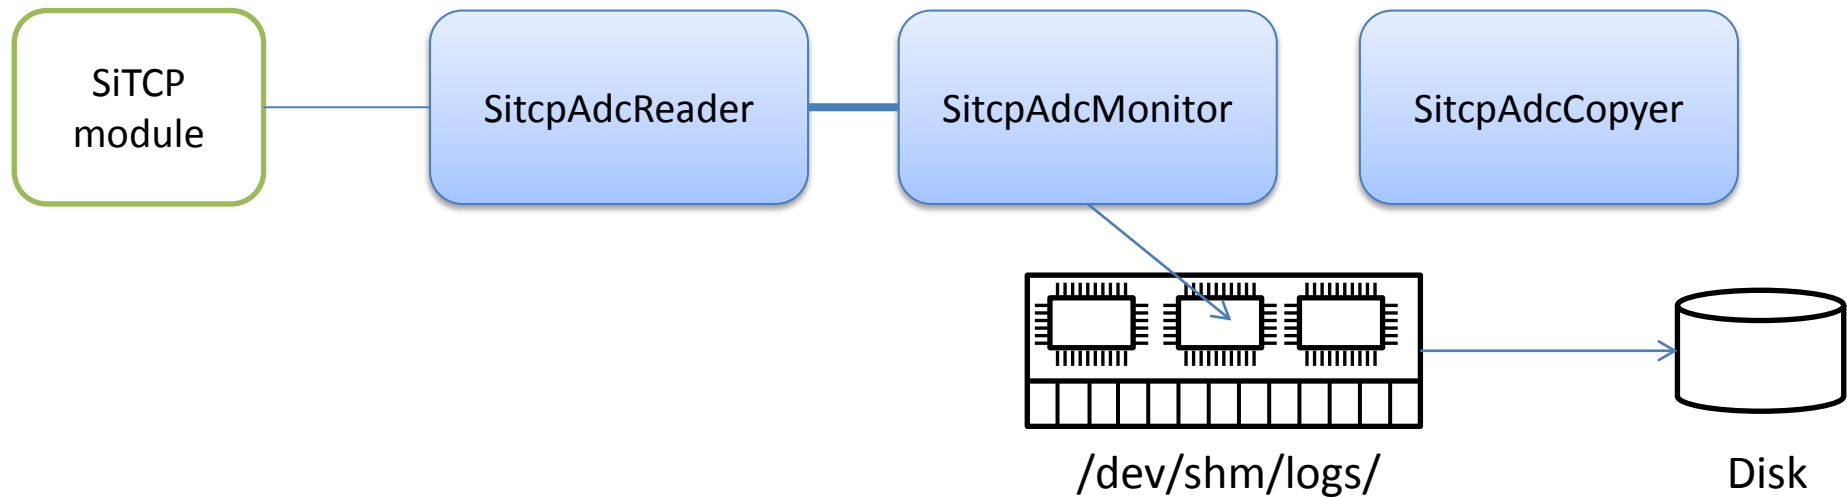 SiTCP
module
SitcpAdcReader
SitcpAdcMonitor
SitcpAdcCopyer
/dev/shm/logs/
Disk